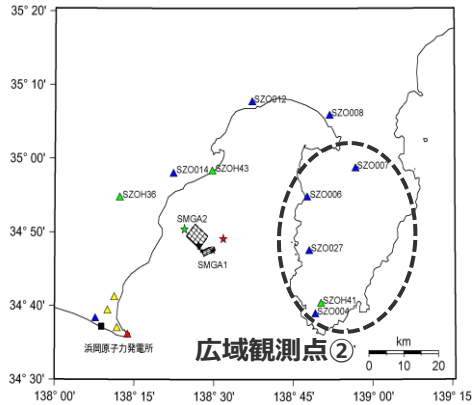 35° 20'
35° 10'
35° 00'
34° 50'
34° 40'
34° 30'
SZO012
SZO008
SZO014
SZOH43
SZO007
SZOH36
SZO006
SMGA2
SMGA1
SZO027
SZOH41
SZO004
浜岡原子力発電所
広域観測点②
km
0 10 20
138° 00' 138° 15' 138° 30' 138° 45' 139° 00' 139° 15'